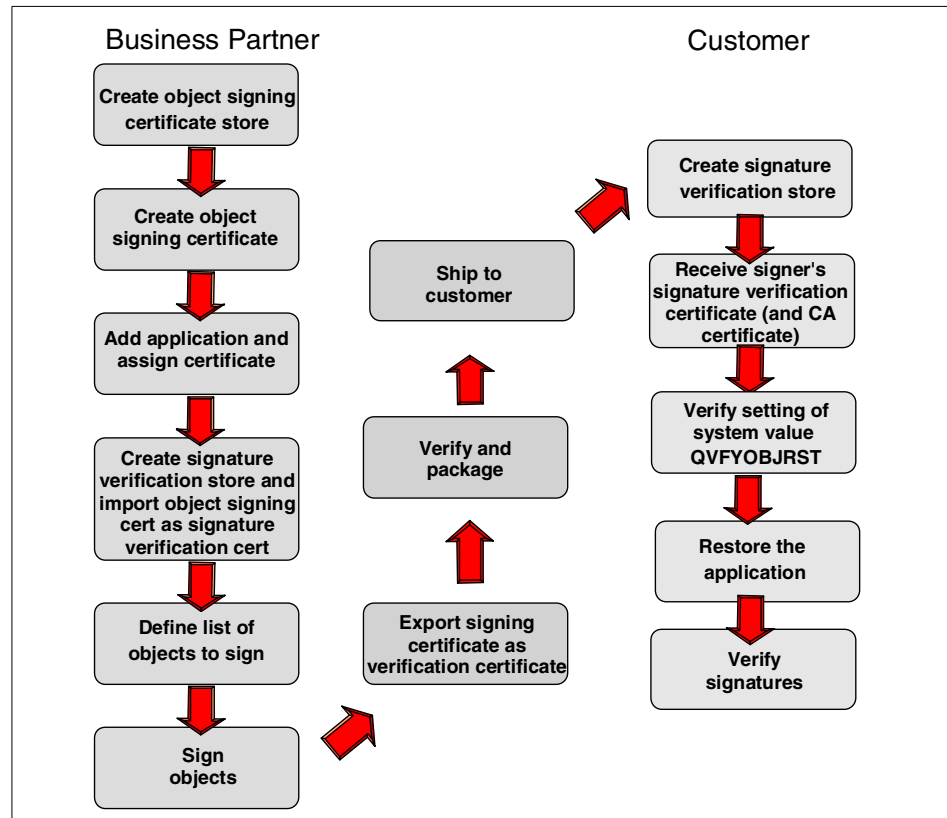 Business Partner
Create object signing
certificate store
Create object
signing certificate
Add application and
assign certificate
Create signature
verification store and
import object signing
cert as signature
verification cert
Define list of
objects to sign
Sign
objects
Export signing
certificate as
verification certificate
Verify and
package
Ship to
customer
Customer
Create signature
verification store
Receive signer's
signature verification
certificate (and CA
certificate)
Verify setting of
system value
QVFYOBJRST
Restore the
application
Verify
signatures